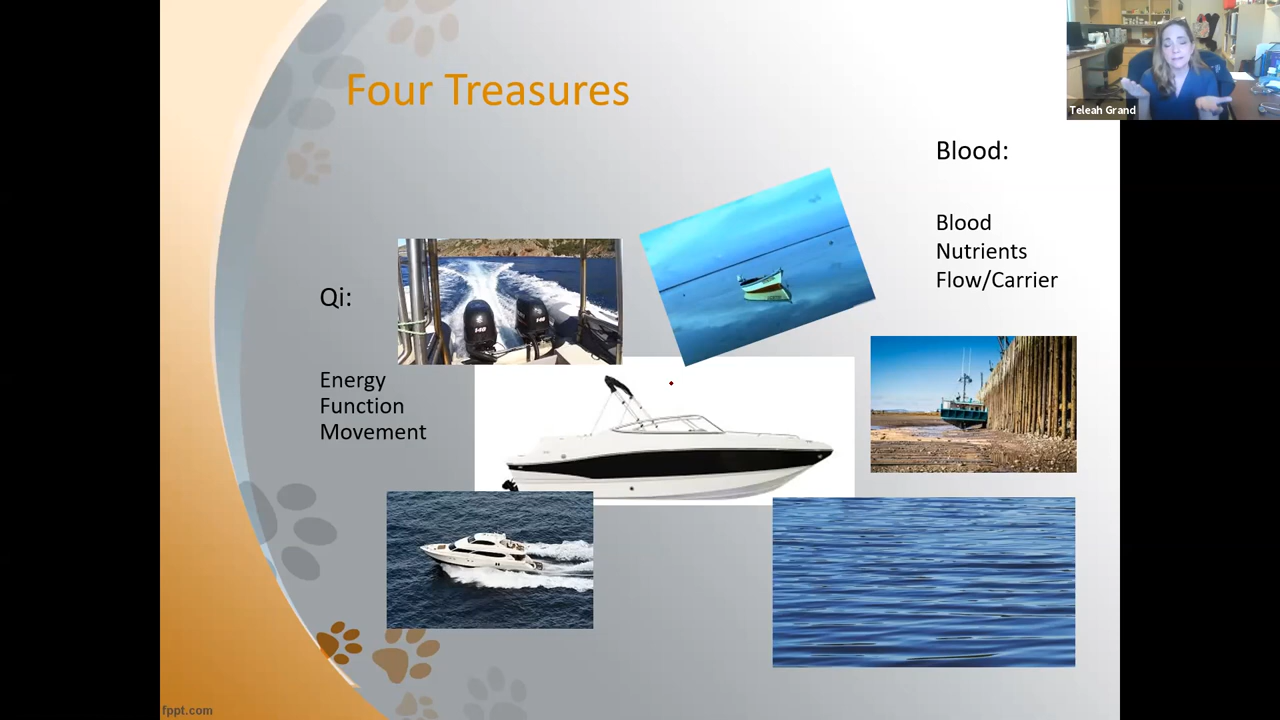 Four Treasures
Teleah Grand
Blood:
Blood
Nutrients
Flow/Carrier
Qi:
Energy
Function
Movement
fppt.com